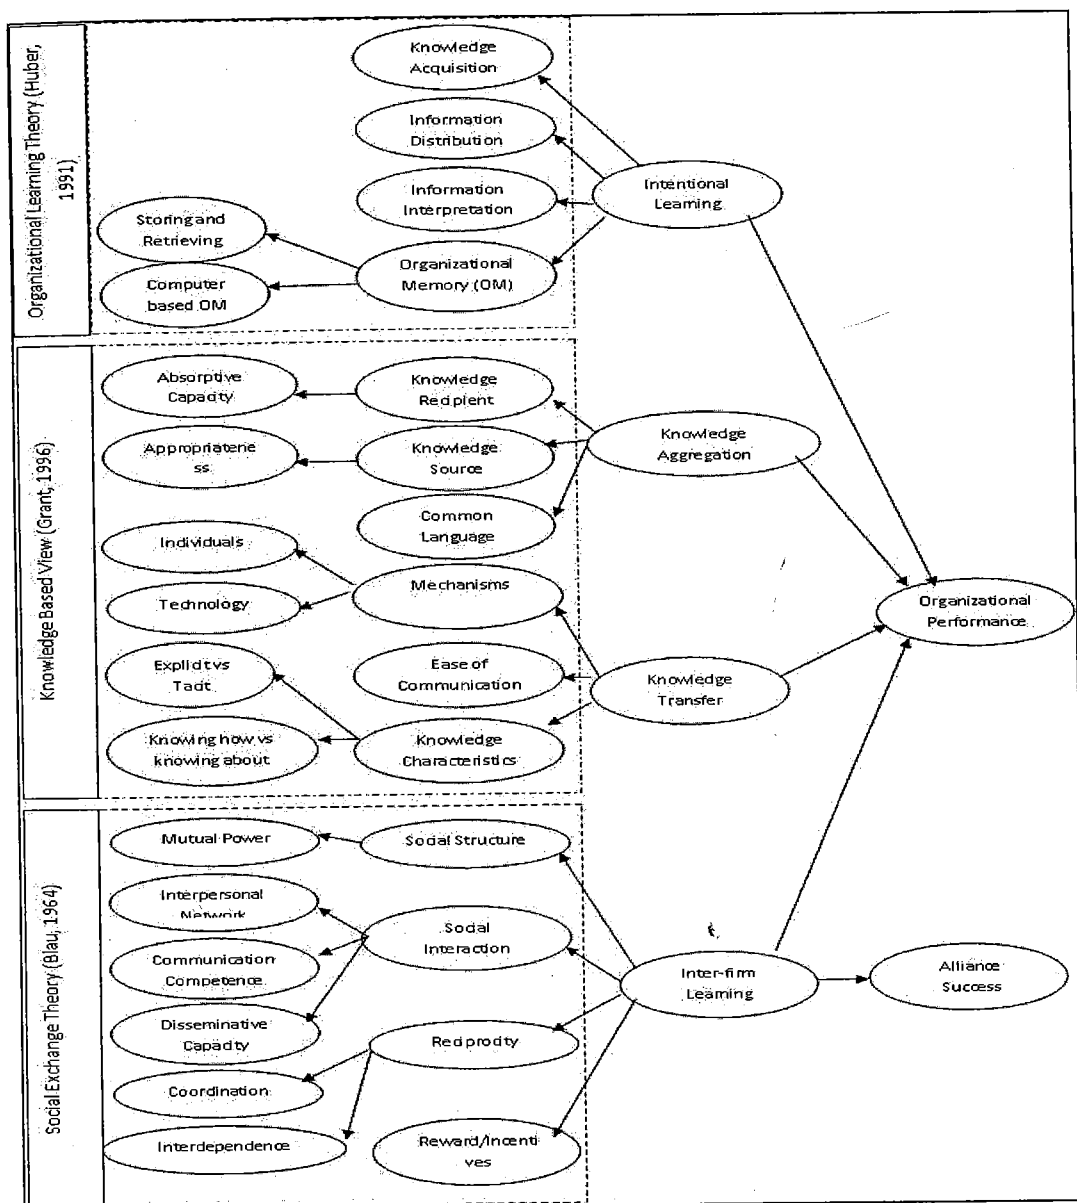 Organizational Learning Theory (Huber,
1991)
Knowledge
Acquisition
Information
Distribution
Information
Interpretation
Intentional
Learning
Storing and
Retrieving
Organizational
Memory (OM)
Computer
based OM
Knowledge Based View (Grant, 1996)
Absorptive
Capacity
Knowledge
Recipient
Appropriatene
ss
Knowledge
Source
Knowledge
Aggregation
Common
Language
Individuals
Mechanisms
Technology
Organizational
Performance
Explicit vs
Tacit
Ease of
Communication
Knowledge
Transfer
Knowing how vs
knowing about
Knowledge
Characteristics
Social Exchange Theory (Blau, 1964)
Mutual Power
Social Structure
Interpersonal
Network
Social
Interaction
Communication
Competence
Inter-firm
Learning
Alliance
Success
Disseminative
Capacity
Reciprocity
Coordination
Interdependence
Reward/Incenti
ves